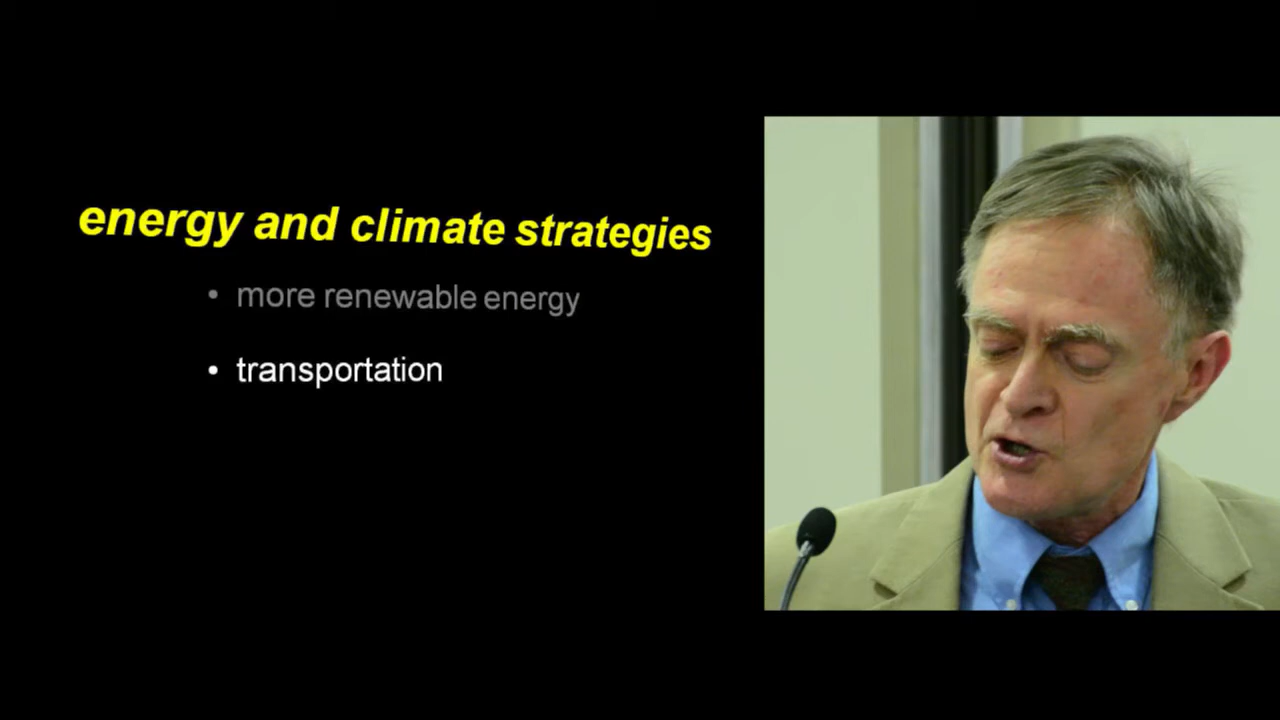 energy and climate strategies
• more renewable energy
• transportation